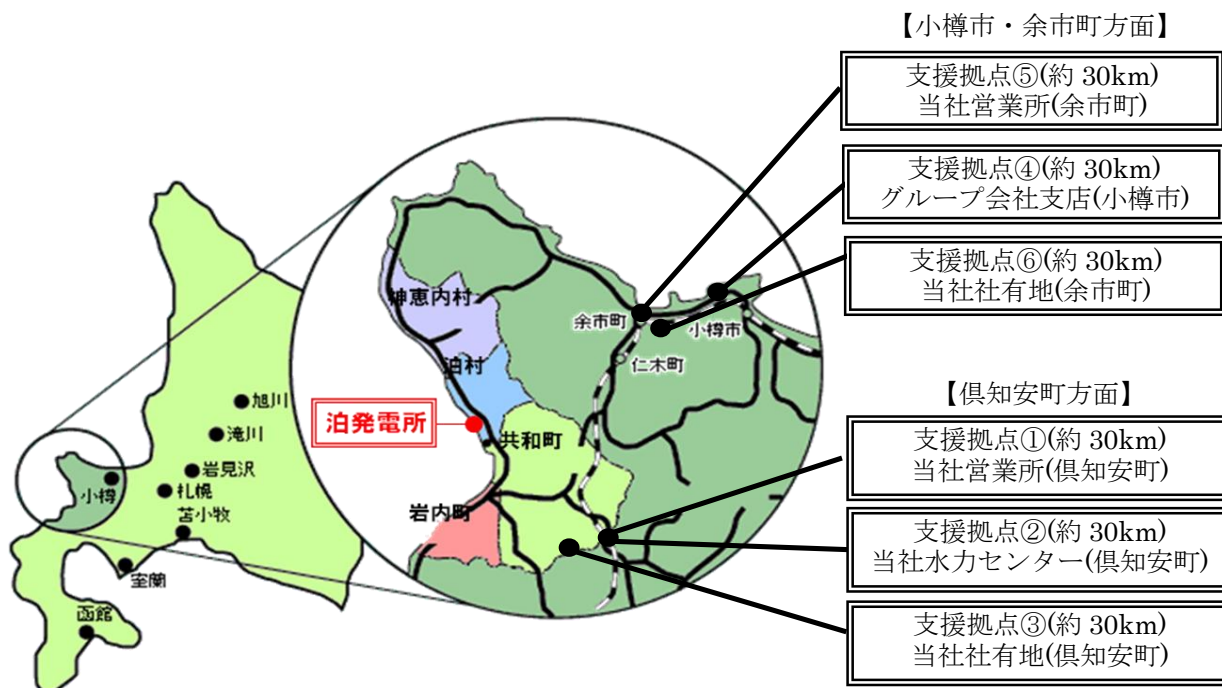 【小樽市・余市町方面】
支援拠点⑤(約 30km)
当社営業所(余市町)
支援拠点④(約 30km)
グループ会社支店(小樽市)
支援拠点⑥(約 30km)
当社社有地(余市町)
【倶知安町方面】
支援拠点①(約 30km)
当社営業所(倶知安町)
支援拠点②(約 30km)
当社水力センター(倶知安町)
支援拠点③(約 30km)
当社社有地(倶知安町)
神恵内村
泊村
泊発電所
共和町
岩内町
余市町
小樽市
仁木町
旭川
滝川
岩見沢
小樽
札幌
苫小牧
室蘭
函館